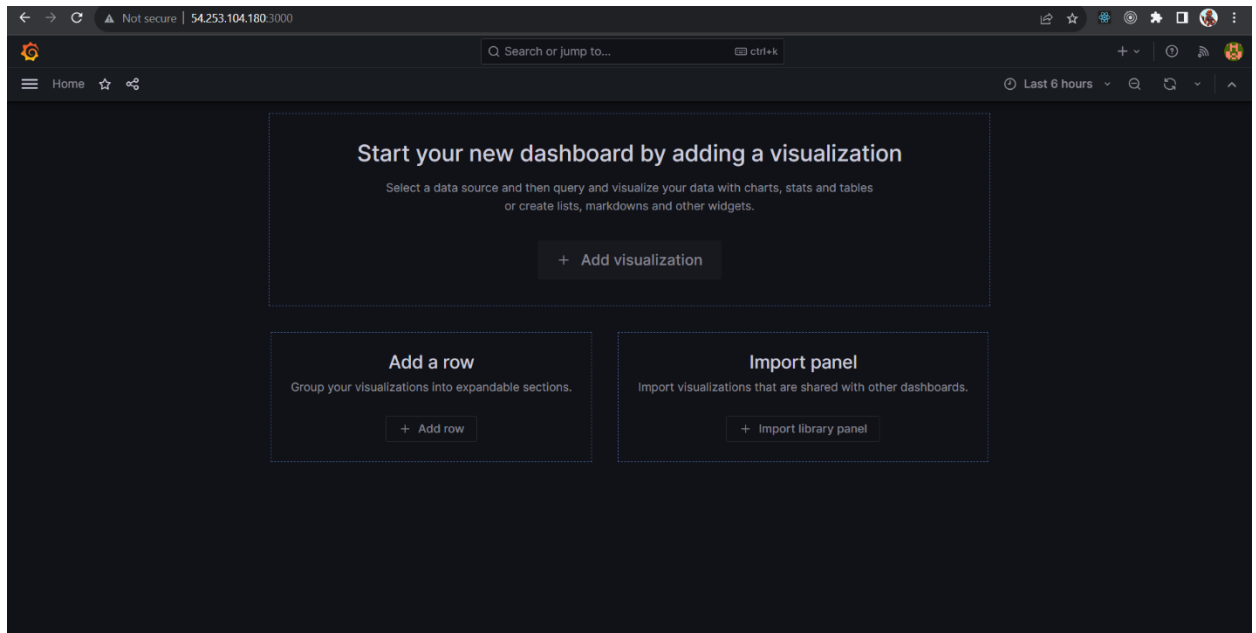 Not secure | 54.253.104.180:3000
Search or jump to... ctrl+k
Home Last 6 hours
Start your new dashboard by adding a visualization
Select a data source and then query and visualize your data with charts, stats and tables
or create lists, markdowns and other widgets.
+ Add visualization
Add a row
Group your visualizations into expandable sections.
+ Add row
Import panel
Import visualizations that are shared with other dashboards.
+ Import library panel